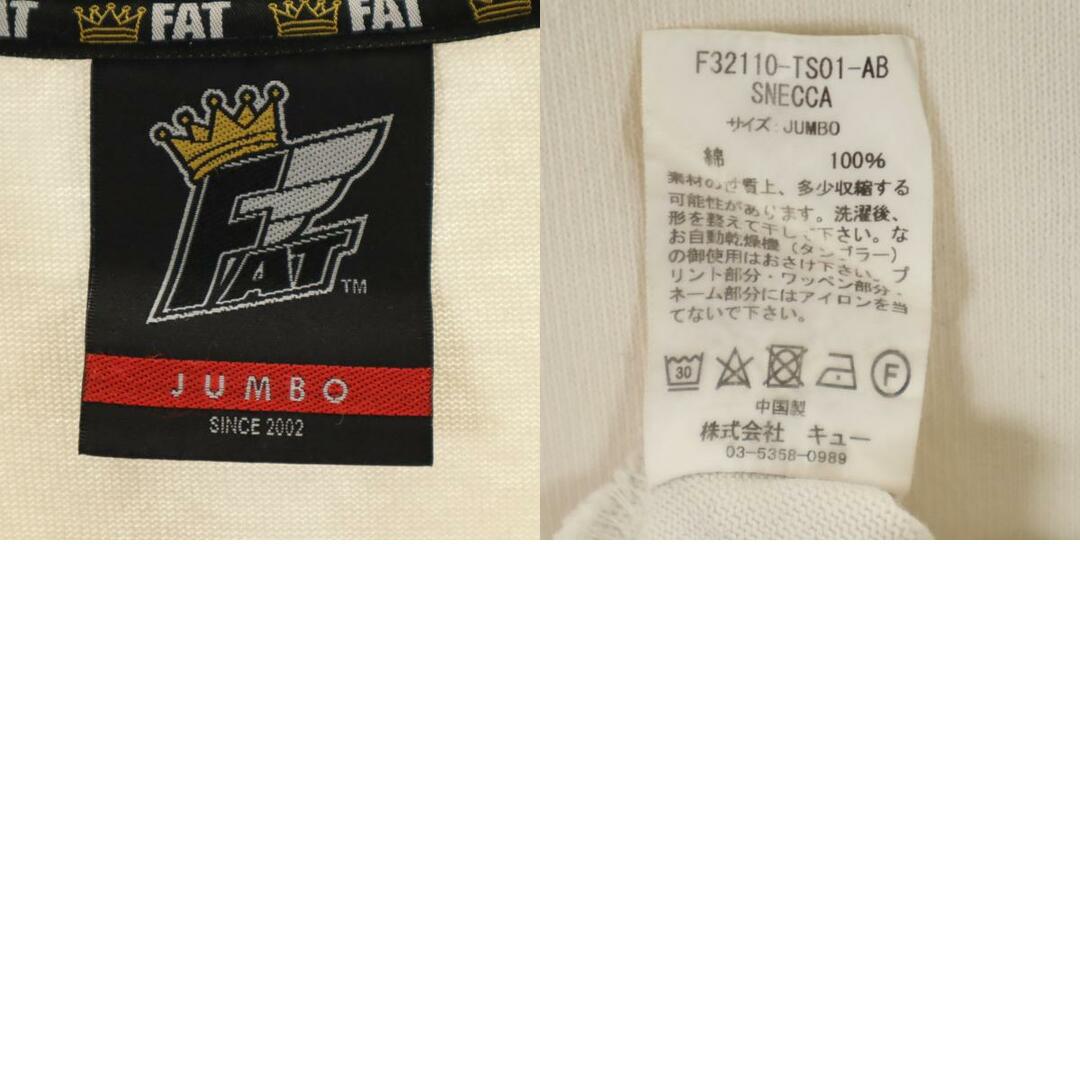 AT FAT FAT
FAT
TM
JUMBO
SINCE 2002
F32110-TS01-AB
SNECCA
サイズ:JUMBO
綿 100%
素材の 上、多少収縮する
可能性があります。洗濯後、
形を整えて干して下さい。な
お自動乾燥機(タンブラー)
の御使用はおさけ下さい。プ
リント部分・ワッペン部分・
ネーム部分にはアイロンを当
てないで下さい。
30
F
中国製
株式会社 キュー
03-5358-0989